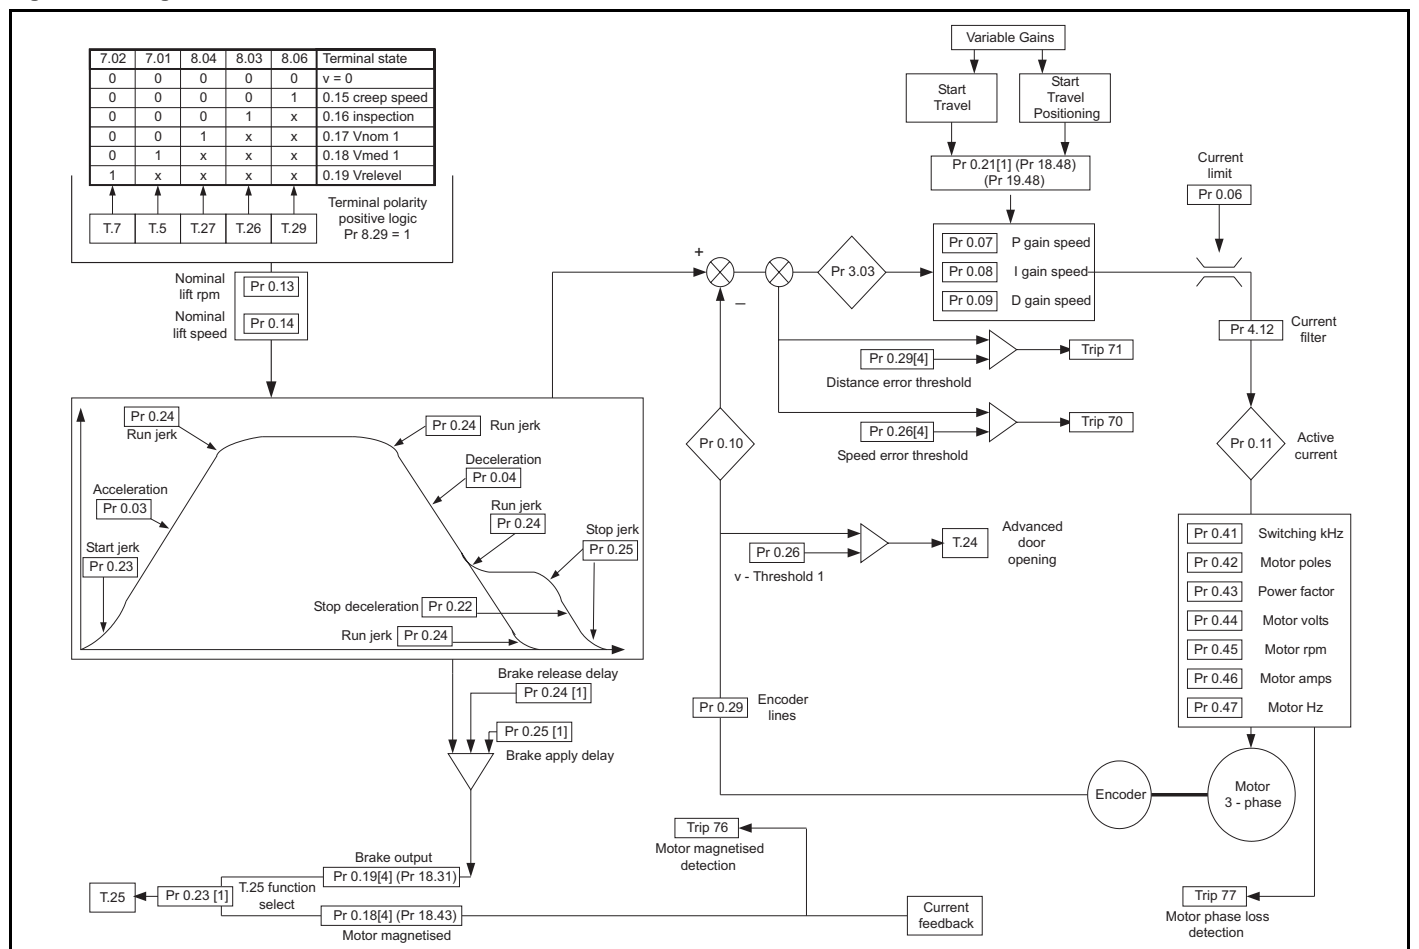 7.02 7.01 8.04 8.03 8.06 Terminal state
0 0 0 0 0 v = 0
0 0 0 0 1 0.15 creep speed
0 0 0 1 x 0.16 inspection
0 0 1 x x 0.17 Vnom 1
0 1 x x x 0.18 Vmed 1
1 x x x x 0.19 Vrelevel
T.7 T.5 T.27 T.26 T.29
Terminal polarity
positive logic
Pr 8.29 = 1
Nominal
lift rpm
Pr 0.13
Nominal
lift speed
Pr 0.14
Pr 0.24
Run jerk
Pr 0.24 Run jerk
Deceleration
Pr 0.04
Acceleration
Pr 0.03
Run jerk
Pr 0.24
Stop jerk
Pr 0.25
Start jerk
Pr 0.23
Stop deceleration Pr 0.22
Run jerk Pr 0.24
Brake release delay
Pr 0.24 [1]
Pr 0.25 [1]
Brake apply delay
Brake output
Pr 0.19[4] (Pr 18.31)
T.25
Pr 0.23 [1]
T.25 function
select
Pr 0.18[4] (Pr 18.43)
Motor magnetised
Variable Gains
Start
Travel
Start
Travel
Positioning
Pr 0.21[1] (Pr 18.48)
(Pr 19.48)
Current
limit
Pr 0.06
+
–
Pr 3.03
Pr 0.07 P gain speed
Pr 0.08 I gain speed
Pr 0.09 D gain speed
Pr 4.12
Current
filter
Pr 0.29[4]
Distance error threshold
Trip 71
Pr 0.26[4]
Speed error threshold
Trip 70
Pr 0.10
Pr 0.11
Active
current
Pr 0.26
v - Threshold 1
T.24
Advanced
door
opening
Pr 0.41 Switching kHz
Pr 0.42 Motor poles
Pr 0.43 Power factor
Pr 0.44 Motor volts
Pr 0.45 Motor rpm
Pr 0.46 Motor amps
Pr 0.47 Motor Hz
Pr 0.29
Encoder
lines
Encoder
Motor
3 - phase
Trip 76
Motor magnetised
detection
Current
feedback
Trip 77
Motor phase loss
detection